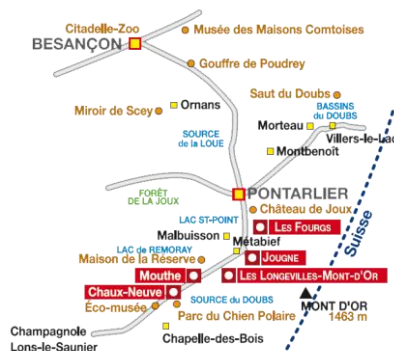 Citadelle-Zoo
Musée des Maisons Comtoises
BESANÇON
Gouffre de Poudrey
Saut du Doubs
Ornans
BASSINS
du DOUBS
Miroir de Scey
Morteau
Villers-le-Lac
SOURCE
de la LOUE
Montbenoît
FORÊT
DE LA JOUX
PONTARLIER
Château de Joux
LAC ST-POINT
LES FOURGS
Suisse
Malbuisson
Métabief
LAC de REMORAY
JOUGNE
Maison de la Réserve
Mouthe
LES LONGEVILLES-MONT-D'OR
Chaux-Neuve
SOURCE du DOUBS
MONT D'OR
Éco-musée
Parc du Chien Polaire
1463 m
Champagnole
Lons-le-Saunier
Chapelle-des-Bois